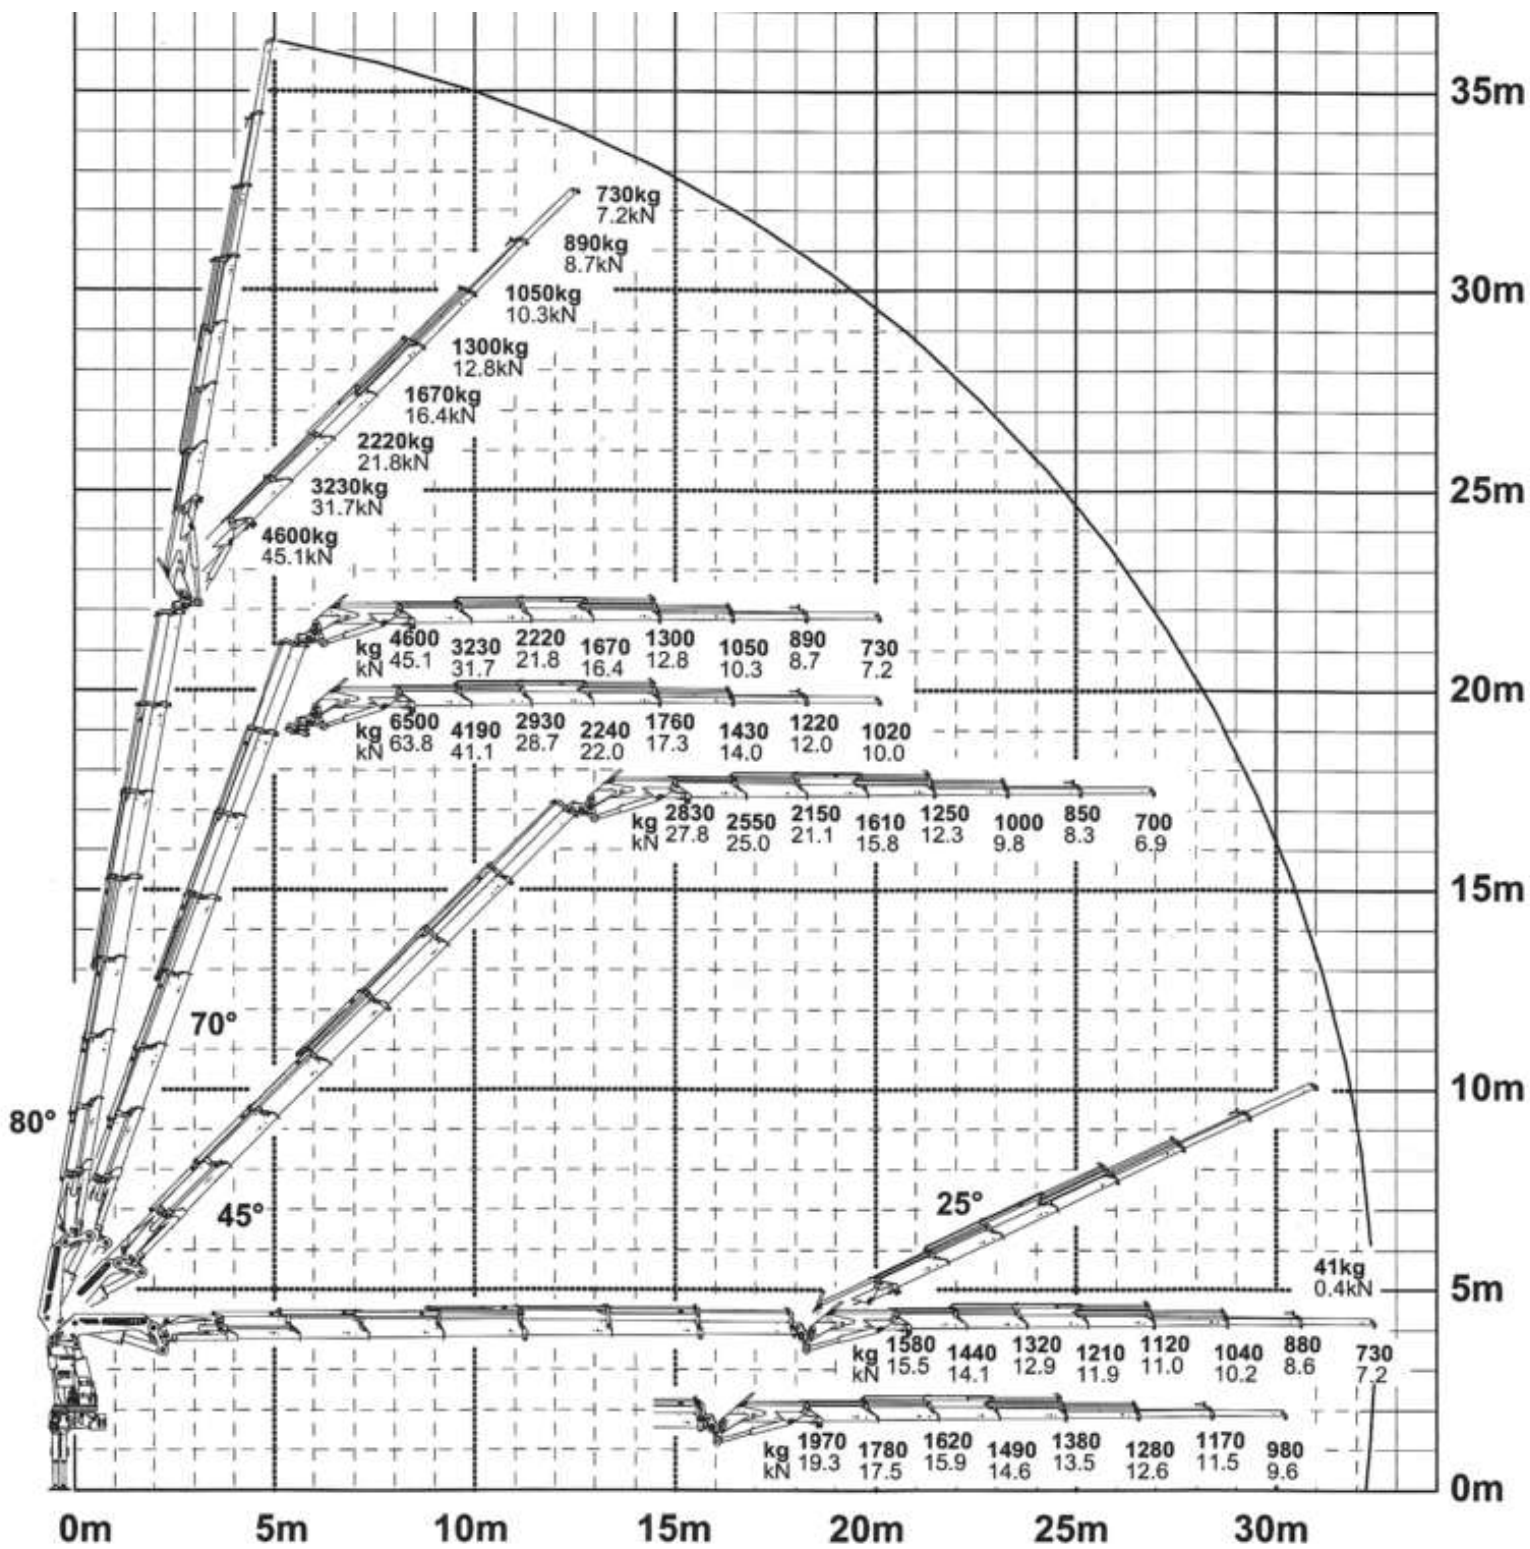 35m
730kg
7.2kN
890kg
8.7kN
30m
1050kg
10.3kN
1300kg
12.8kN
1670kg
16.4kN
2220kg
21.8kN
3230kg
31.7kN
25m
4600kg
45.1kN
kg 4600 3230 2220 1670 1300 1050 890 730
kN 45.1 31.7 21.8 16.4 12.8 10.3 8.7 7.2
20m
kg 6500 4190 2930 2240 1760 1430 1220 1020
kN 63.8 41.1 28.7 22.0 17.3 14.0 12.0 10.0
kg 2830 2550 2150 1610 1250 1000 850 700
kN 27.8 25.0 21.1 15.8 12.3 9.8 8.3 6.9
15m
70°
10m
80°
45°
25°
41kg
0.4kN
5m
kg 1580 1440 1320 1210 1120 1040 880 730
kN 15.5 14.1 12.9 11.9 11.0 10.2 8.6 7.2
kg 1970 1780 1620 1490 1380 1280 1170 980
kN 19.3 17.5 15.9 14.6 13.5 12.6 11.5 9.6
0m
0m 5m 10m 15m 20m 25m 30m